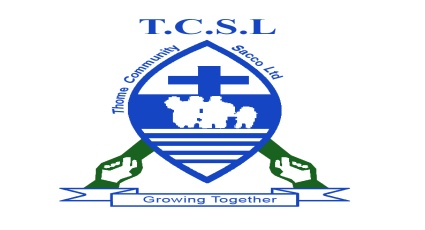 T.C.S.L
Thome Community Sacco Ltd
Growing Together